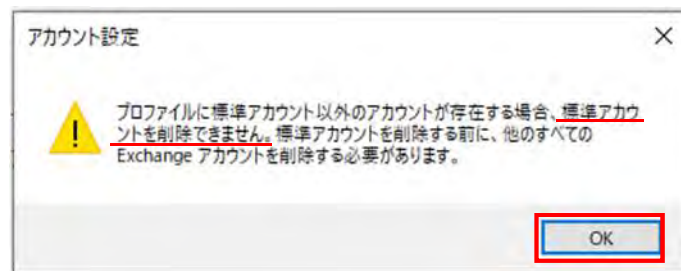 アカウント設定
プロファイルに標準アカウント以外のアカウントが存在する場合、標準アカウ
ントを削除できません。標準アカウントを削除する前に、他のすべての
Exchange アカウントを削除する必要があります。
OK